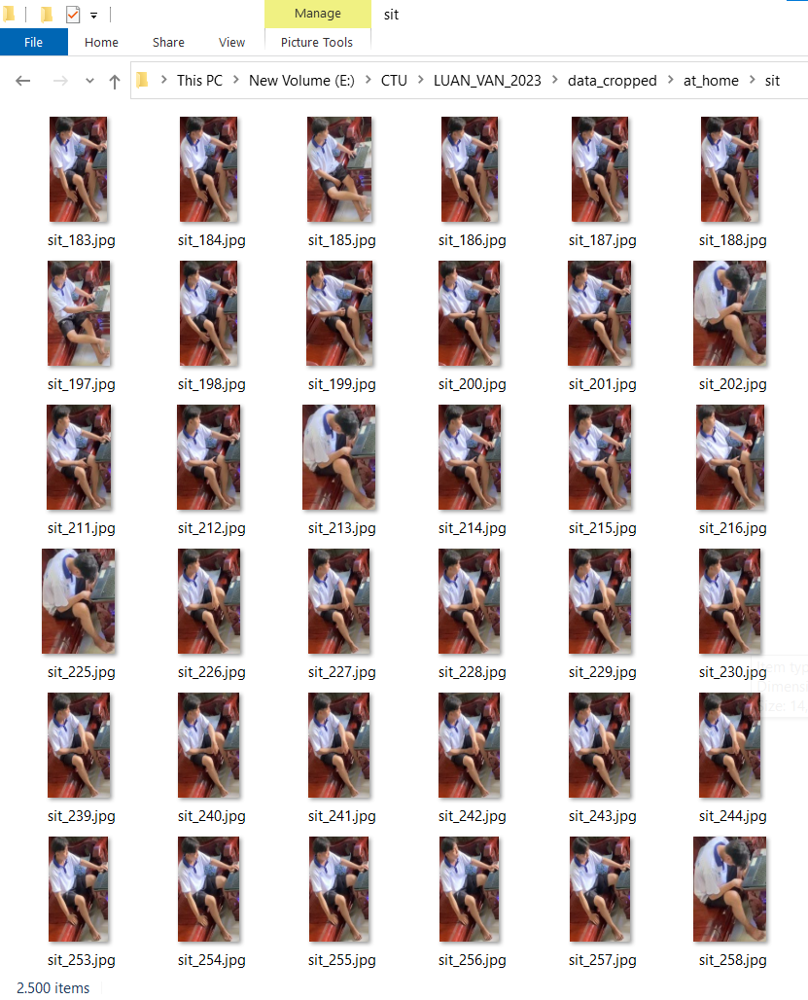 Manage
sit
File
Home
Share
View
Picture Tools
This PC > New Volume (E:) > CTU > LUAN_VAN_2023 > data_cropped > at_home > sit
sit_183.jpg sit_184.jpg sit_185.jpg sit_186.jpg sit_187.jpg sit_188.jpg
sit_197.jpg sit_198.jpg sit_199.jpg sit_200.jpg sit_201.jpg sit_202.jpg
sit_211.jpg sit_212.jpg sit_213.jpg sit_214.jpg sit_215.jpg sit_216.jpg
sit_225.jpg sit_226.jpg sit_227.jpg sit_228.jpg sit_229.jpg sit_230.jpg
Item typ
Dimensi
Size: 14,
sit_239.jpg sit_240.jpg sit_241.jpg sit_242.jpg sit_243.jpg sit_244.jpg
sit_253.jpg sit_254.jpg sit_255.jpg sit_256.jpg sit_257.jpg sit_258.jpg
2.500 items